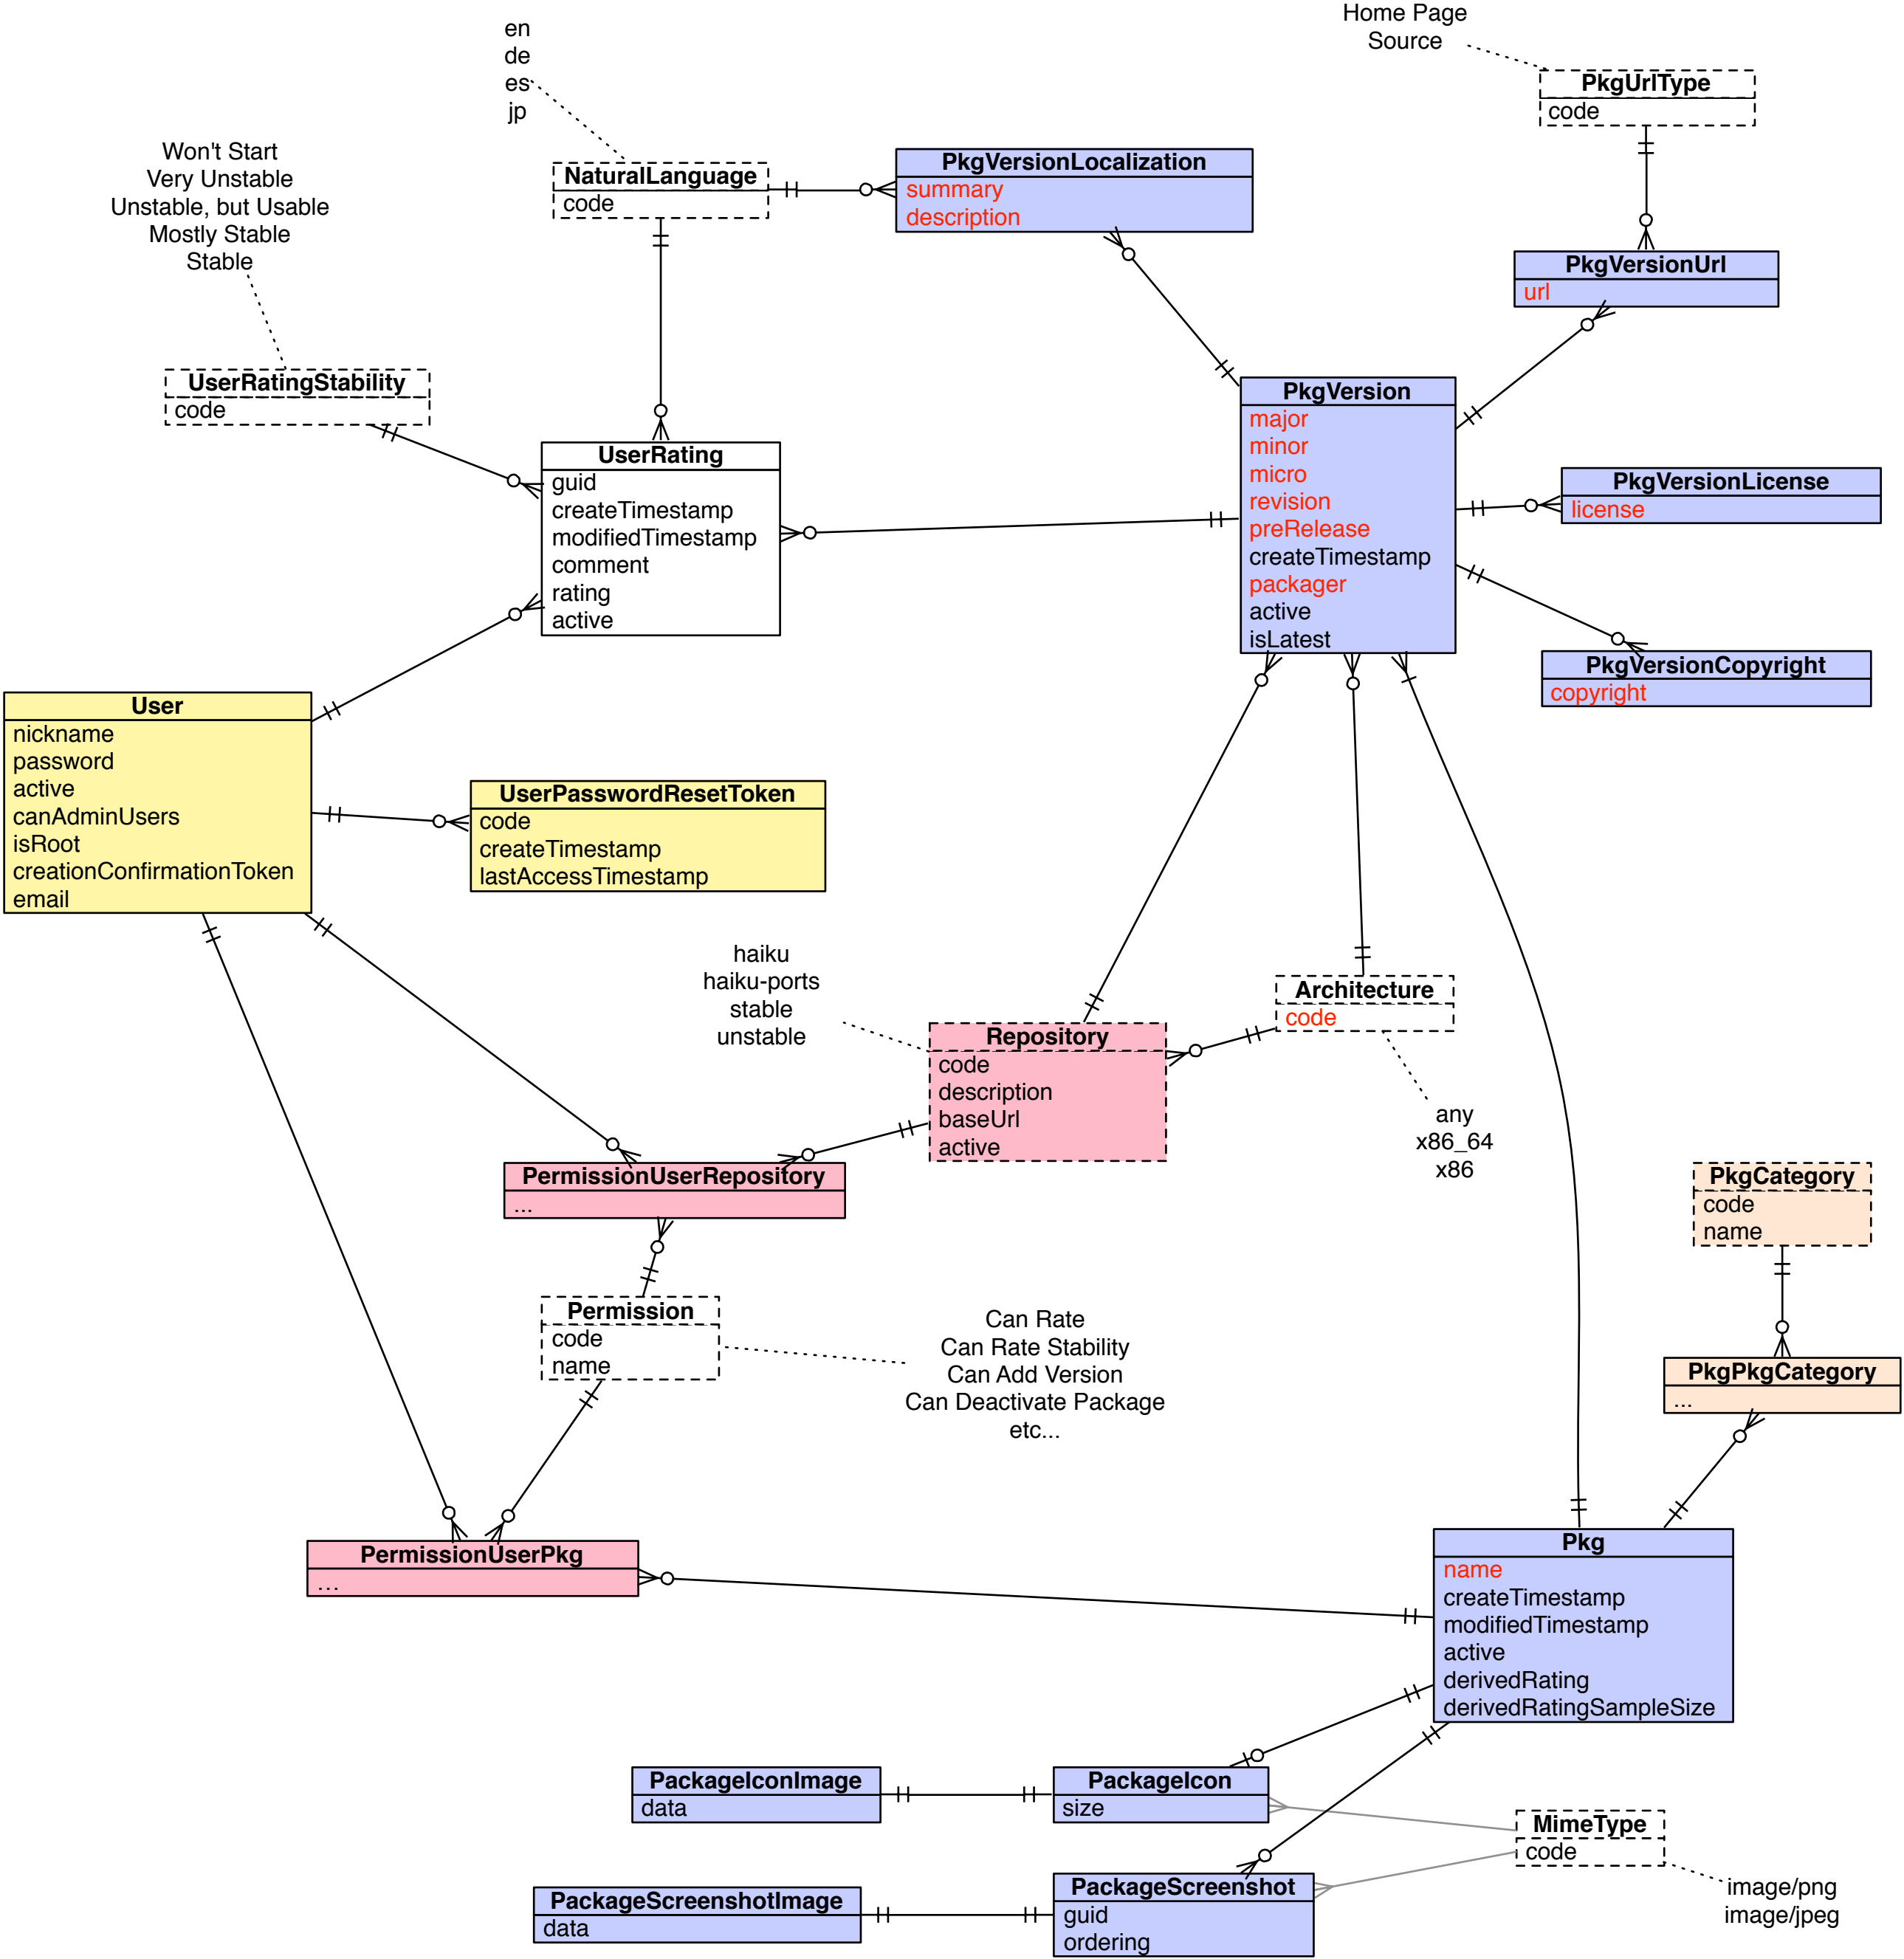 Home Page
Source
en
de
es
jp
PkgUrlType
code
Won't Start
Very Unstable
Unstable, but Usable
Mostly Stable
Stable
NaturalLanguage
code
PkgVersionLocalization
summary
description
PkgVersionUrl
url
UserRatingStability
code
UserRating
guid
createTimestamp
modifiedTimestamp
comment
rating
active
PkgVersion
major
minor
micro
revision
preRelease
createTimestamp
packager
active
isLatest
PkgVersionLicense
license
PkgVersionCopyright
copyright
User
nickname
password
active
canAdminUsers
isRoot
creationConfirmationToken
email
UserPasswordResetToken
code
createTimestamp
lastAccessTimestamp
haiku
haiku-ports
stable
unstable
Repository
code
description
baseUrl
active
Architecture
code
any
x86_64
x86
PermissionUserRepository
...
PkgCategory
code
name
Permission
code
name
Can Rate
Can Rate Stability
Can Add Version
Can Deactivate Package
etc...
PkgPkgCategory
...
PermissionUserPkg
...
Pkg
name
createTimestamp
modifiedTimestamp
active
derivedRating
derivedRatingSampleSize
PackageIconImage
data
PackageIcon
size
MimeType
code
PackageScreenshotImage
data
PackageScreenshot
guid
ordering
image/png
image/jpeg